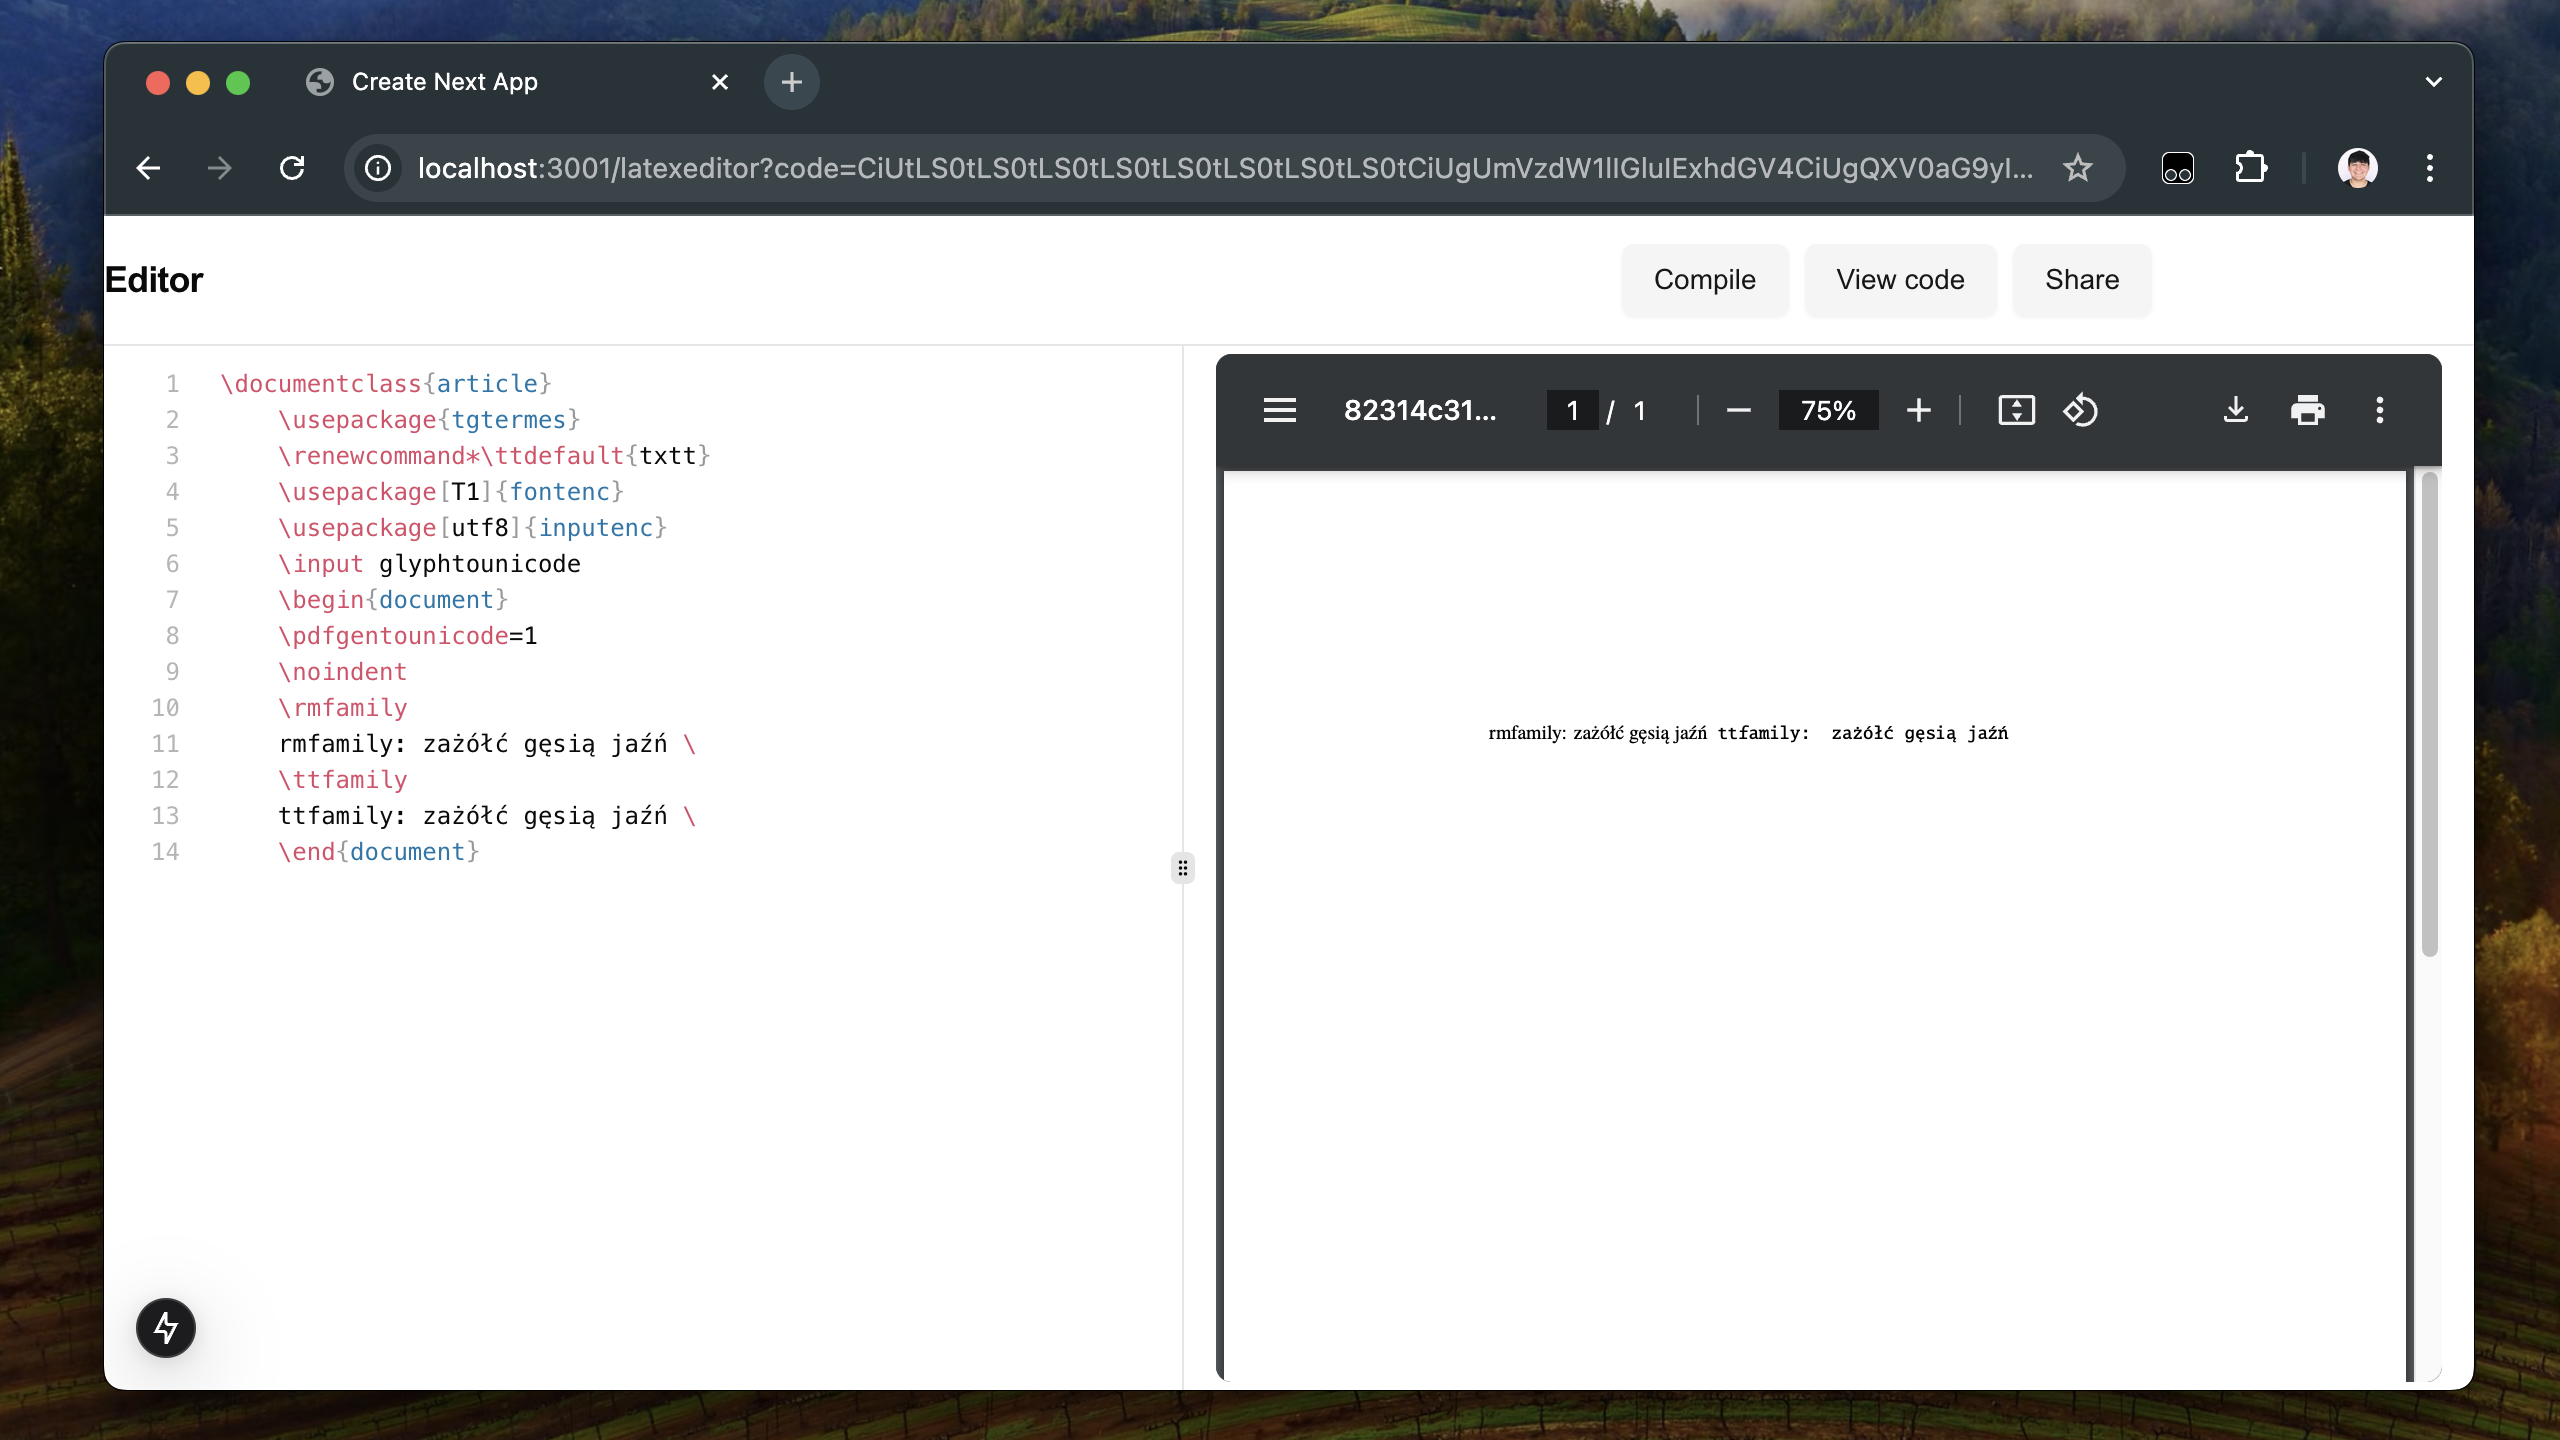 Create Next App
localhost:3001/latexeditor?code=CiUtLS0tLS0tLS0tLS0tLS0tLS0tLS0tLS0tCiUgUmVzdW1lIGluIExhdGV4CiUgQXV0aG9yI...
Editor
Compile
View code
Share
1 \documentclass{article}
2 \usepackage{tgtermes}
3 \renewcommand*\ttdefault{txtt}
4 \usepackage[T1]{fontenc}
5 \usepackage[utf8]{inputenc}
6 \input glyphtounicode
7 \begin{document}
8 \pdfgentounicode=1
9 \noindent
10 \rmfamily
11 rmfamily: zażółć gęsią jaźń \
12 \ttfamily
13 ttfamily: zażółć gęsią jaźń \
14 \end{document}
82314c31...
1 / 1
75%
rmfamily: zażółć gęsią jaźń ttfamily: zażółć gęsią jaźń